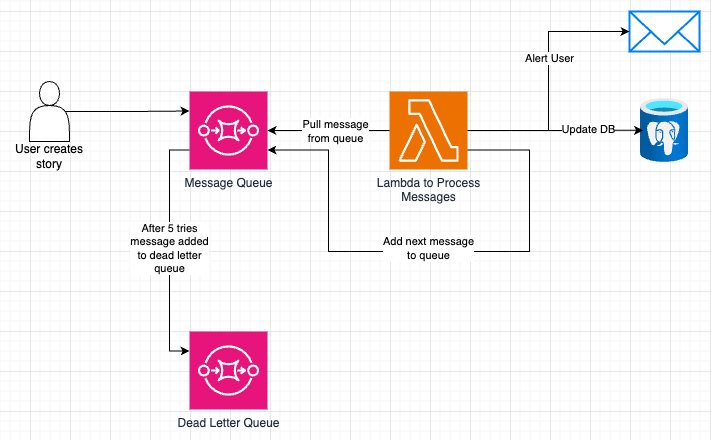 Alert User
User creates
story
Pull message
from queue
Update DB
Message Queue
Lambda to Process
Messages
After 5 tries
message added
to dead letter
queue
Add next message
to queue
Dead Letter Queue